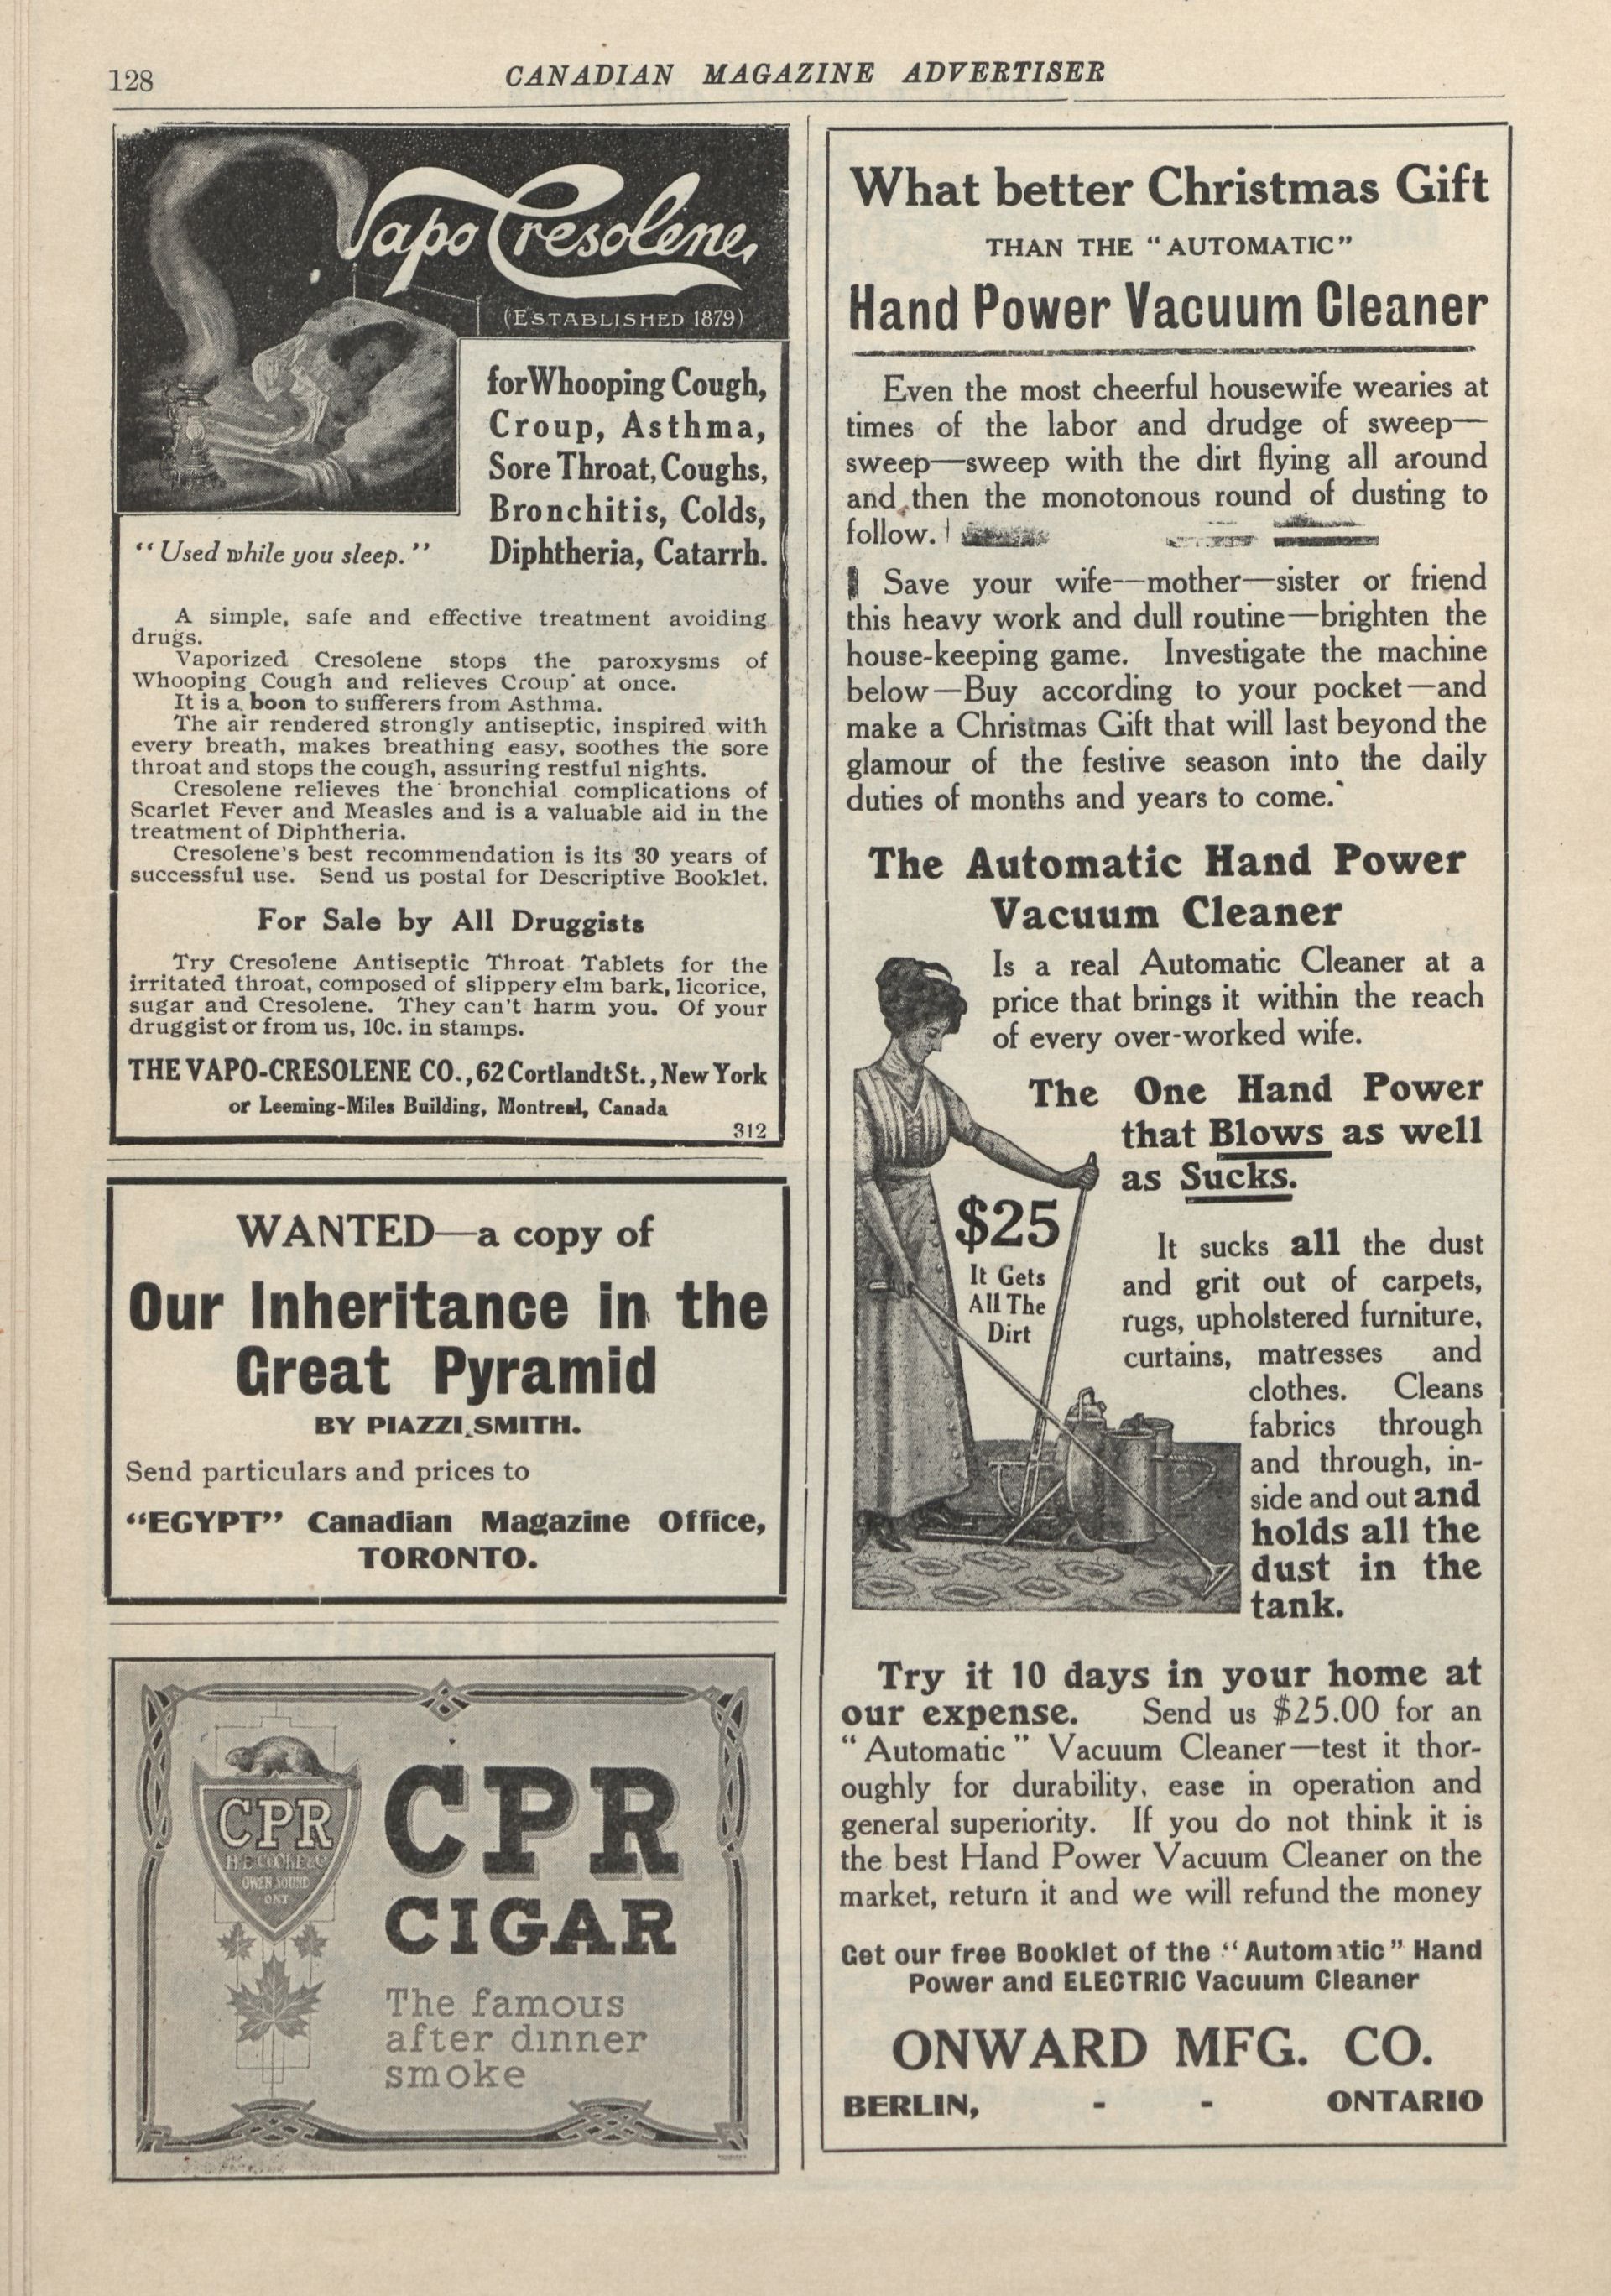 128
CANADIAN MAGAZINE ADVERTISER
Vapo Cresolene,
(ESTABLISHED 1879)
for Whooping Cough,
Croup, Asthma,
Sore Throat, Coughs,
Bronchitis, Colds,
Diphtheria, Catarrh.
"Used while you sleep."
A simple, safe and effective treatment avoiding
drugs.
Vaporized Cresolene stops the paroxysms of
Whooping Cough and relieves Croup at once.
It is a boon to sufferers from Asthma.
The air rendered strongly antiseptic, inspired with
every breath, makes breathing easy, soothes the sore
throat and stops the cough, assuring restful nights.
Cresolene relieves the bronchial complications of
Scarlet Fever and Measles and is a valuable aid in the
treatment of Diphtheria.
Cresolene's best recommendation is its 30 years of
successful use. Send us postal for Descriptive Booklet.
For Sale by All Druggists
Try Cresolene Antiseptic Throat Tablets for the
irritated throat, composed of slippery elm bark, licorice,
sugar and Cresolene. They can't harm you. Of your
druggist or from us, 10c. in stamps.
THE VAPO-CRESOLENE CO., 62 Cortlandt St., New York
or Leeming-Miles Building, Montreal, Canada
312
WANTED—a copy of
Our Inheritance in the
Great Pyramid
BY PIAZZI SMITH.
Send particulars and prices to
"EGYPT" Canadian Magazine Office,
TORONTO.
CPR
H E COOKE & CO
OWEN SOUND
ONT
CPR
CIGAR
The famous
after dinner
smoke
What better Christmas Gift
THAN THE "AUTOMATIC"
Hand Power Vacuum Cleaner
Even the most cheerful housewife wearies at
times of the labor and drudge of sweep—
sweep—sweep with the dirt flying all around
and then the monotonous round of dusting to
follow.
Save your wife—mother—sister or friend
this heavy work and dull routine—brighten the
house-keeping game. Investigate the machine
below—Buy according to your pocket—and
make a Christmas Gift that will last beyond the
glamour of the festive season into the daily
duties of months and years to come.
The Automatic Hand Power
Vacuum Cleaner
Is a real Automatic Cleaner at a
price that brings it within the reach
of every over-worked wife.
The One Hand Power
that Blows as well
as Sucks.
$25
It Gets
All The
Dirt
It sucks all the dust
and grit out of carpets,
rugs, upholstered furniture,
curtains, matresses and
clothes. Cleans
fabrics through
and through, in-
side and out and
holds all the
dust in the
tank.
Try it 10 days in your home at
our expense. Send us $25.00 for an
"Automatic" Vacuum Cleaner—test it thor-
oughly for durability, ease in operation and
general superiority. If you do not think it is
the best Hand Power Vacuum Cleaner on the
market, return it and we will refund the money
Get our free Booklet of the "Automatic" Hand
Power and ELECTRIC Vacuum Cleaner
ONWARD MFG. CO.
BERLIN, - - ONTARIO